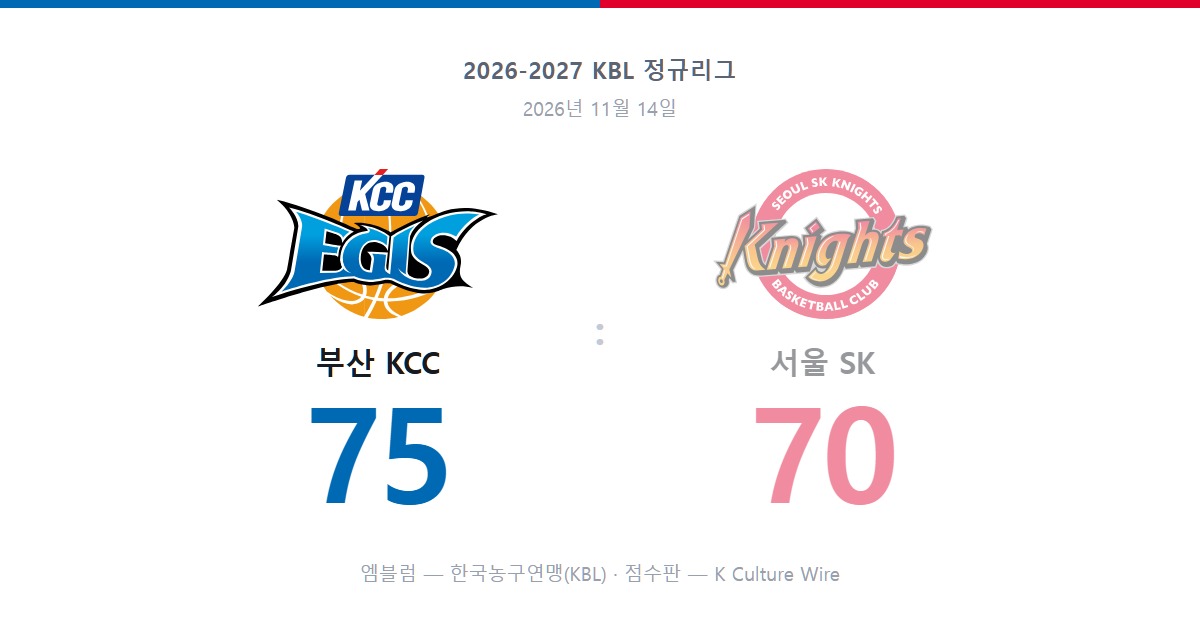 2026-2027 KBL 정규리그
2026년 11월 14일
KCC
EGIS
SEOUL SK KNIGHTS
Knights
BASKETBALL CLUB
:
부산 KCC
서울 SK
75
70
엠블럼 — 한국농구연맹(KBL) · 점수판 — K Culture Wire